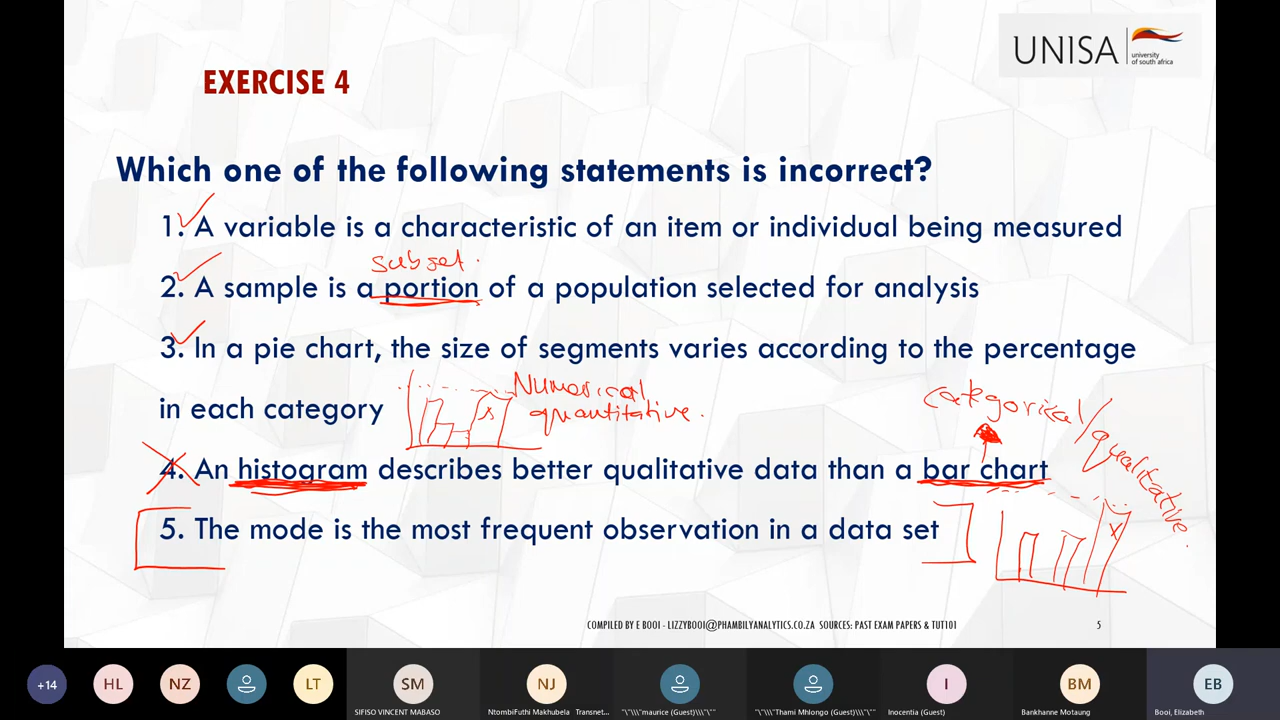 UNISA
university
of south africa
EXERCISE 4
Which one of the following statements is incorrect?
1. A variable is a characteristic of an item or individual being measured
subset.
2. A sample is a portion of a population selected for analysis
3. In a pie chart, the size of segments varies according to the percentage
in each category
Numerical
quantitative.
categorical/
qualitative.
4. An histogram describes better qualitative data than a bar chart
5. The mode is the most frequent observation in a data set
x
x
COMPILED BY E BOOI - LIZZYBOOI@PHAMBILYANALYTICS.CO.ZA SOURCES: PAST EXAM PAPERS & TUT101
5
+14
HL
NZ
LT
SM
NJ
I
BM
EB
SIFISO VINCENT MABASO
NtombiFuthi Makhubela Transnet...
"\"\\\"maurice (Guest)\\\"\""
"\"\\\"Thami Mhlongo (Guest)\\\"\""
Inocentia (Guest)
Bankhanne Motaung
Booi, Elizabeth